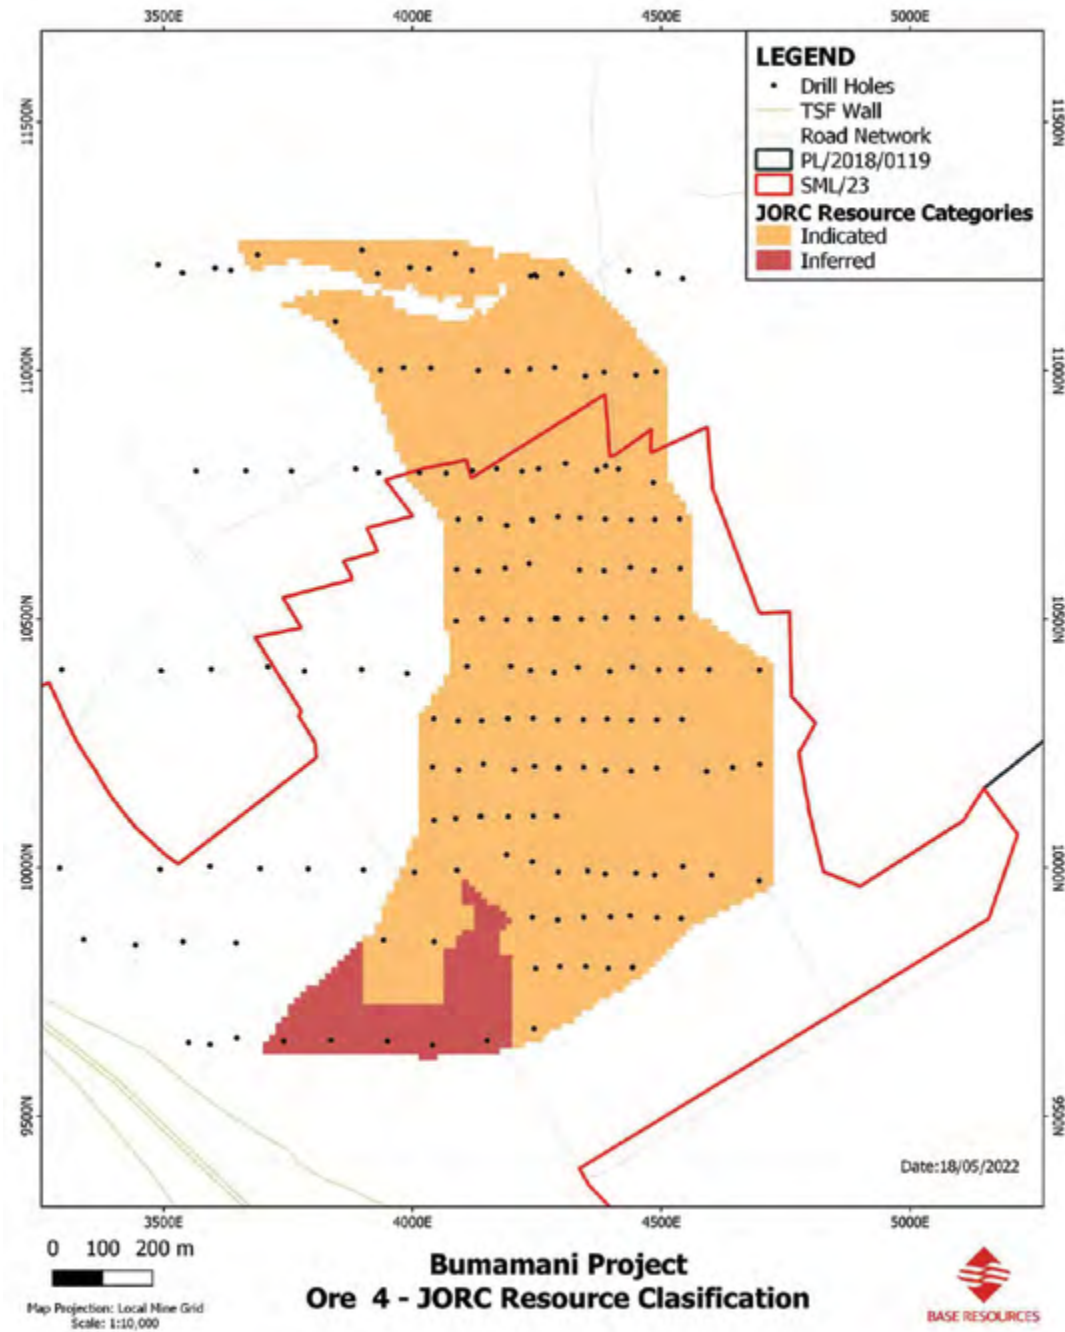 3500E 4000E 4500E 5000E
LEGEND
Drill Holes
TSF Wall
Road Network
PL/2018/0119
SML/23
JORC Resource Categories
Indicated
Inferred
11500N 11500N
11000N 11000N
10500N 10500N
10000N 10000N
9500N 9500N
Date:18/05/2022
3500E 4000E 4500E 5000E
0 100 200 m
Map Projection: Local Mine Grid
Scale: 1:10,000
Bumamani Project
Ore 4 - JORC Resource Clasification
BASE RESOURCES